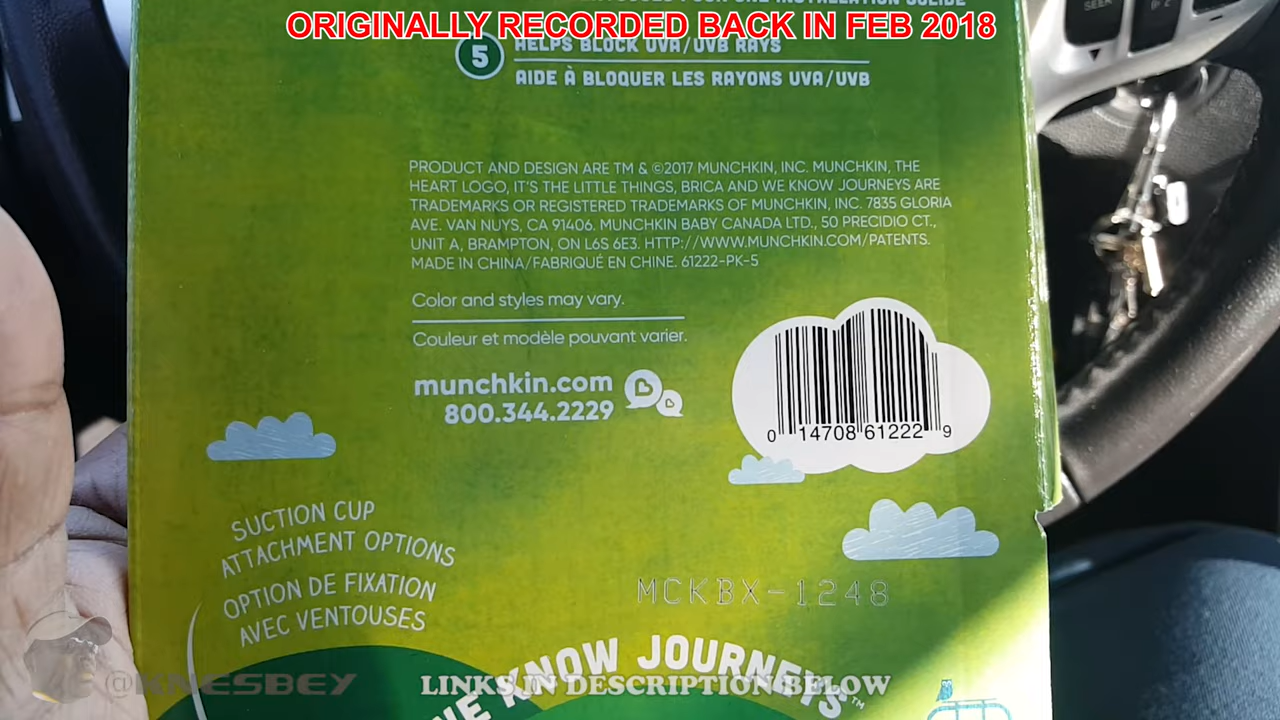 ORIGINALLY RECORDED BACK IN FEB 2018
5
HELPS BLOCK UVA/UVB RAYS
AIDE À BLOQUER LES RAYONS UVA/UVB
PRODUCT AND DESIGN ARE TM & ©2017 MUNCHKIN, INC. MUNCHKIN, THE
HEART LOGO, IT'S THE LITTLE THINGS, BRICA AND WE KNOW JOURNEYS ARE
TRADEMARKS OR REGISTERED TRADEMARKS OF MUNCHKIN, INC. 7835 GLORIA
AVE. VAN NUYS, CA 91406. MUNCHKIN BABY CANADA LTD., 50 PRECIDIO CT.,
UNIT A, BRAMPTON, ON L6S 6E3. HTTP://WWW.MUNCHKIN.COM/PATENTS.
MADE IN CHINA/FABRIQUÉ EN CHINE. 61222-PK-5
Color and styles may vary.
Couleur et modèle pouvant varier.
munchkin.com
800.344.2229
0 14708 61222 9
SUCTION CUP
ATTACHMENT OPTIONS
OPTION DE FIXATION
AVEC VENTOUSES
MCKBX-1248
WE KNOW JOURNEYS™
@KNESBEY
LINKS IN DESCRIPTION BELOW
SEEK